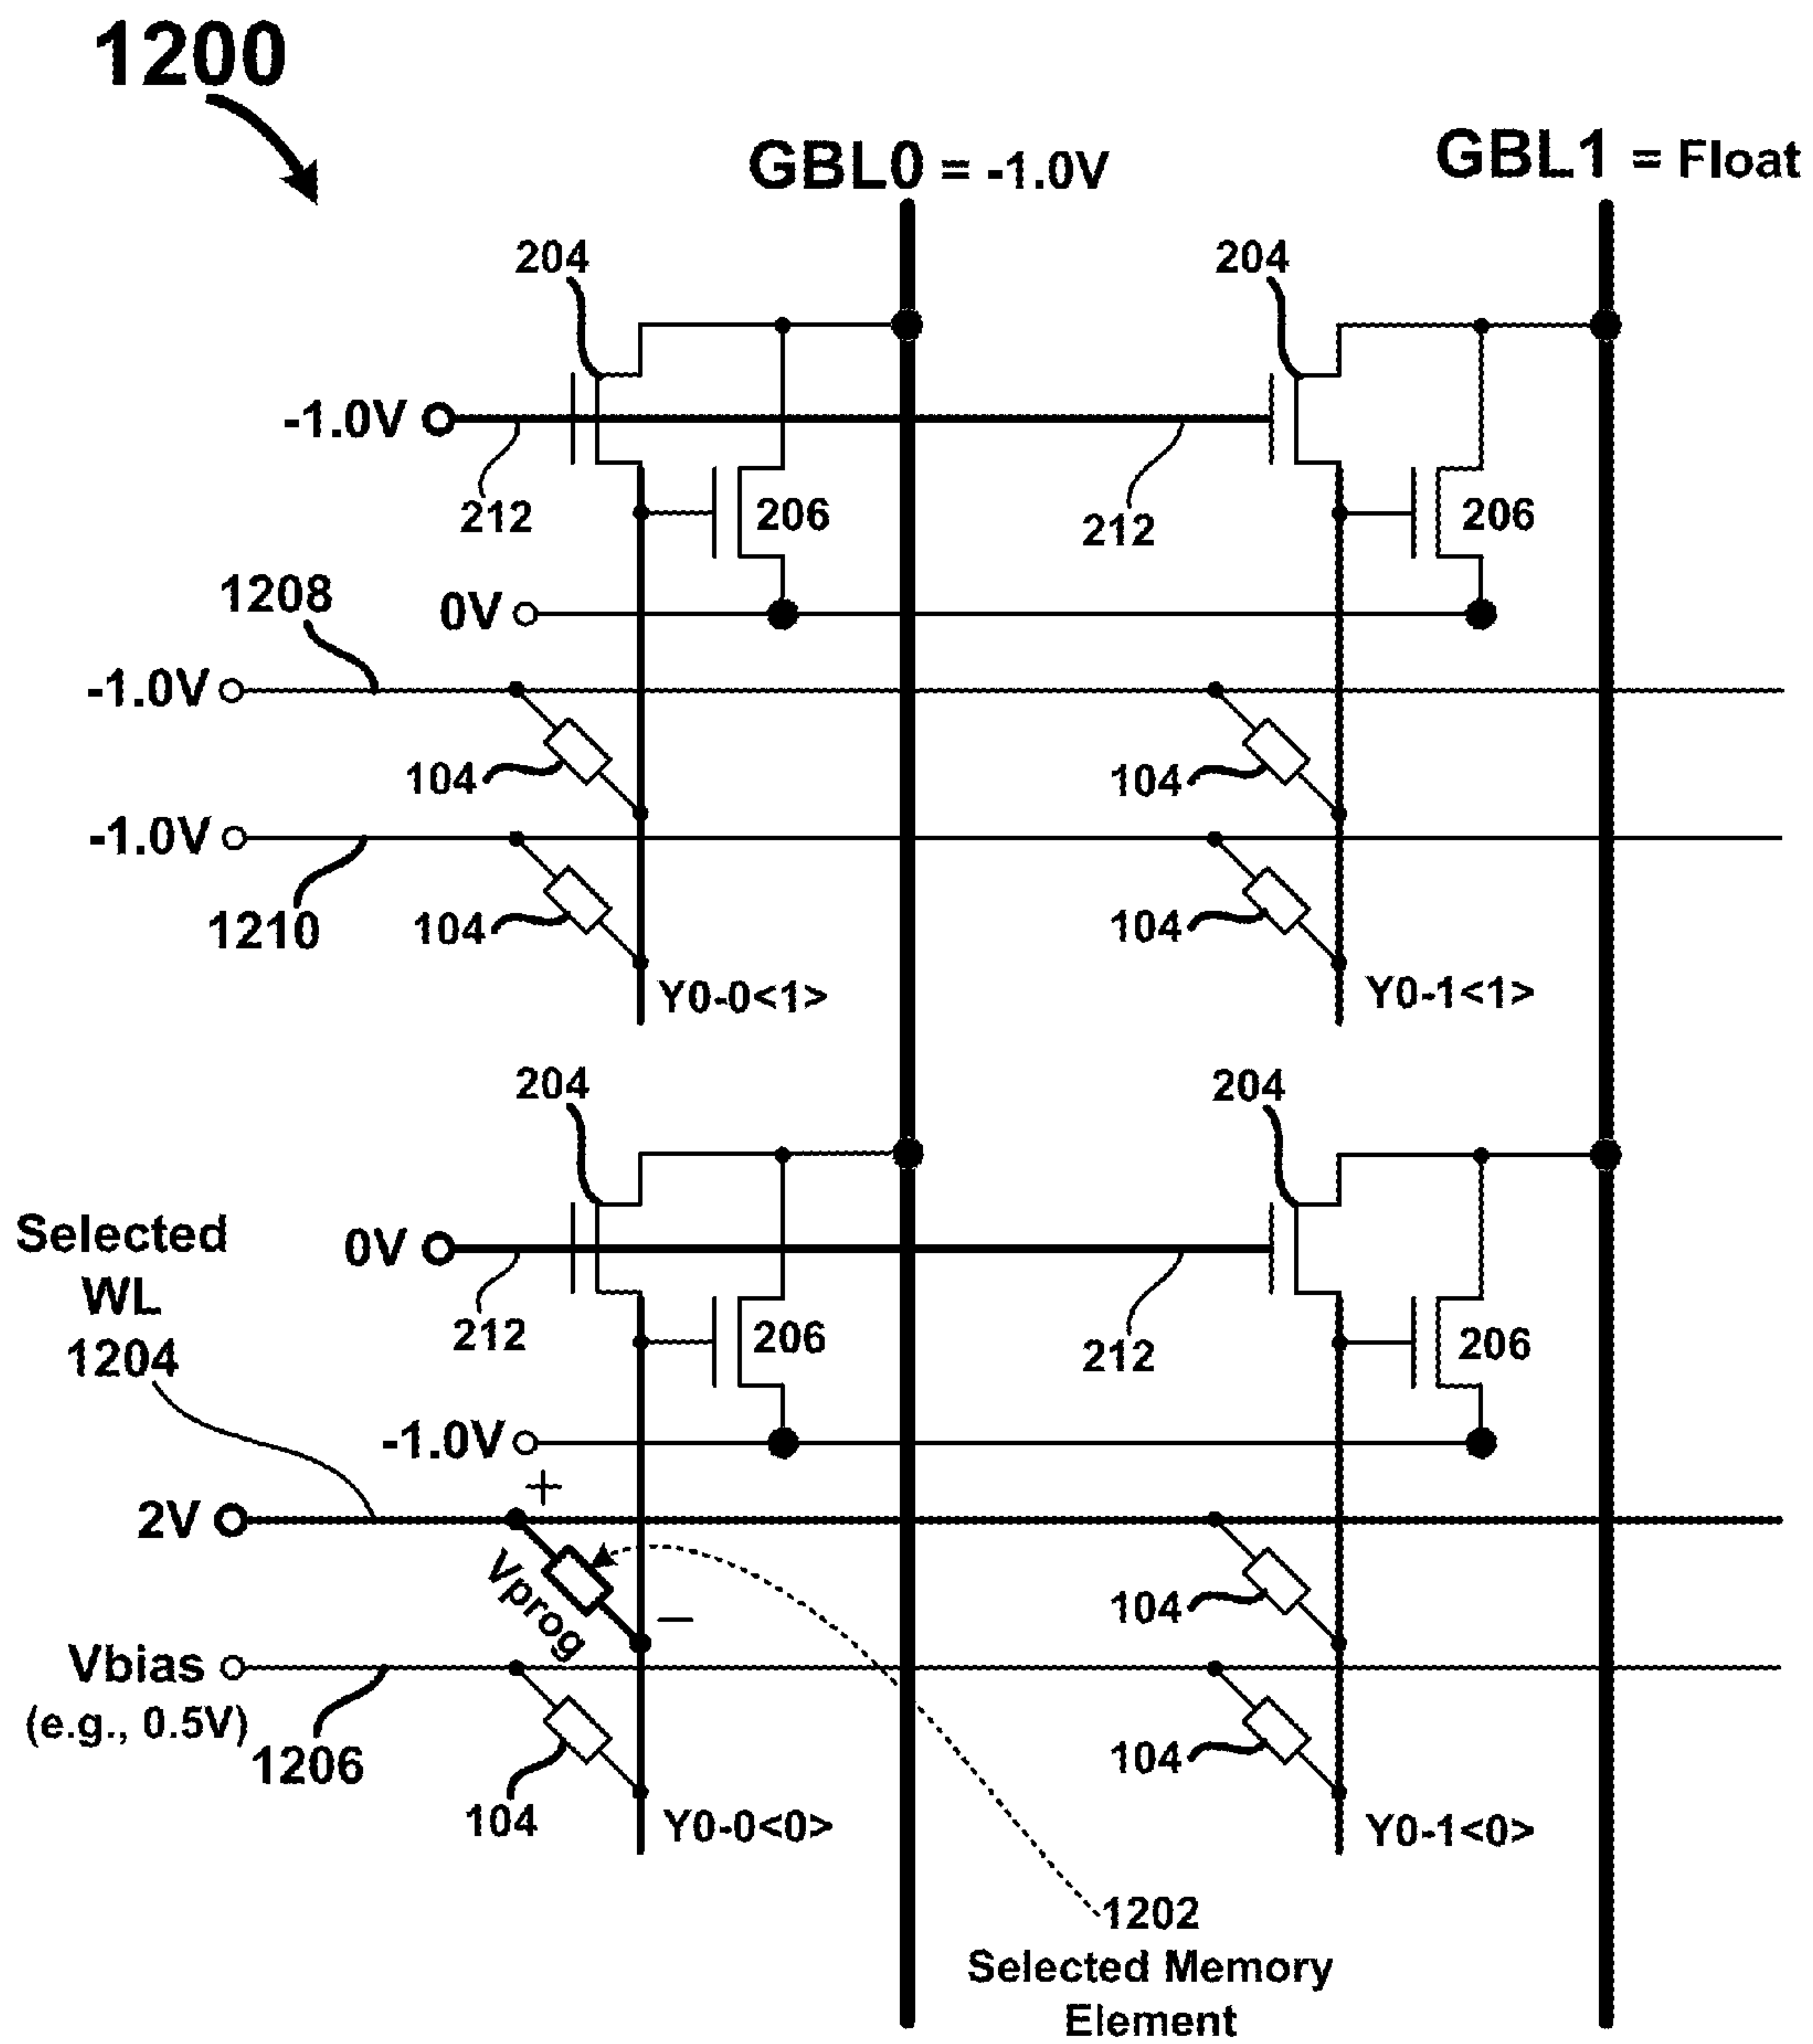 1200
GBL0 = -1.0V
GBL1 = Float
204
204
-1.0V
212
206
212
206
1208
0V
-1.0V
104
104
-1.0V
1210
104
104
Y0-0<1>
Y0-1<1>
204
204
Selected
WL
1204
0V
212
206
212
206
-1.0V
+
2V
Vprog
−
104
Vbias
(e.g., 0.5V)
1206
104
104
Y0-0<0>
Y0-1<0>
1202
Selected Memory
Element